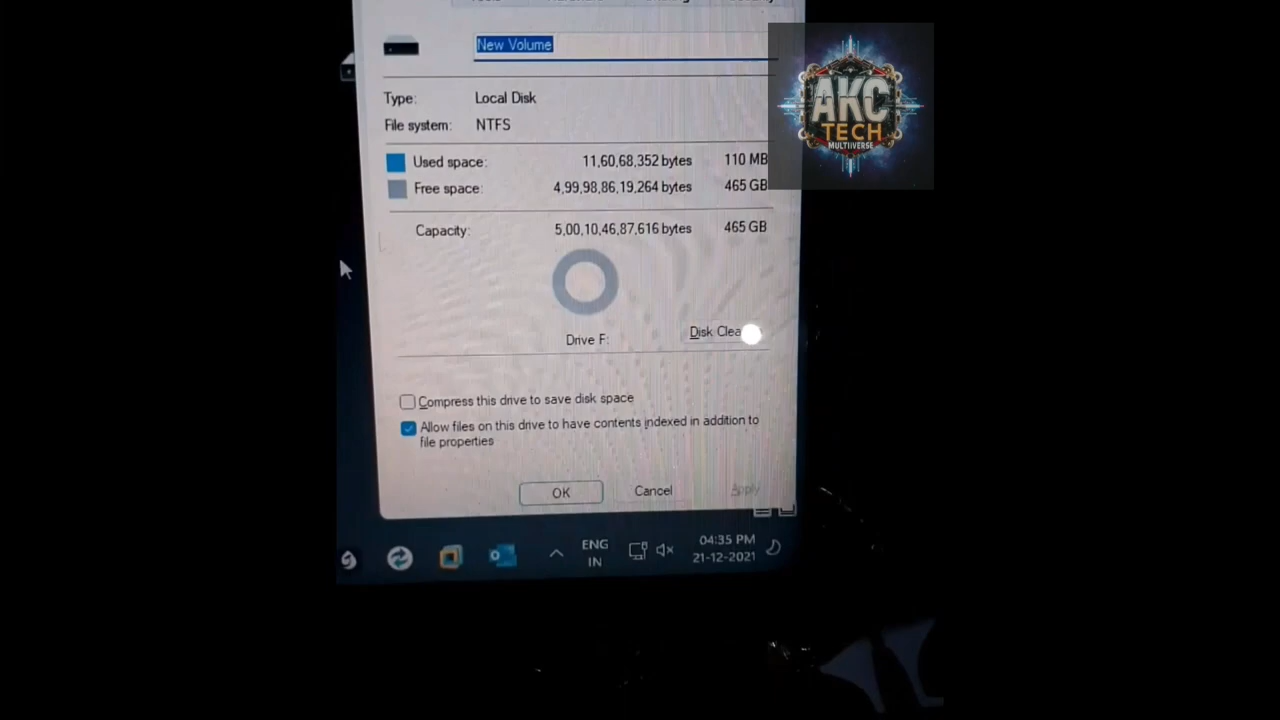 New Volume
Type: Local Disk
File system: NTFS
Used space: 11,60,68,352 bytes 110 MB
Free space: 4,99,98,86,19,264 bytes 465 GB
Capacity: 5,00,10,46,87,616 bytes 465 GB
Drive F:
Disk Clea
Compress this drive to save disk space
Allow files on this drive to have contents indexed in addition to
file properties
OK Cancel Apply
ENG
IN
04:35 PM
21-12-2021
AKC
TECH
MULTIIVERSE